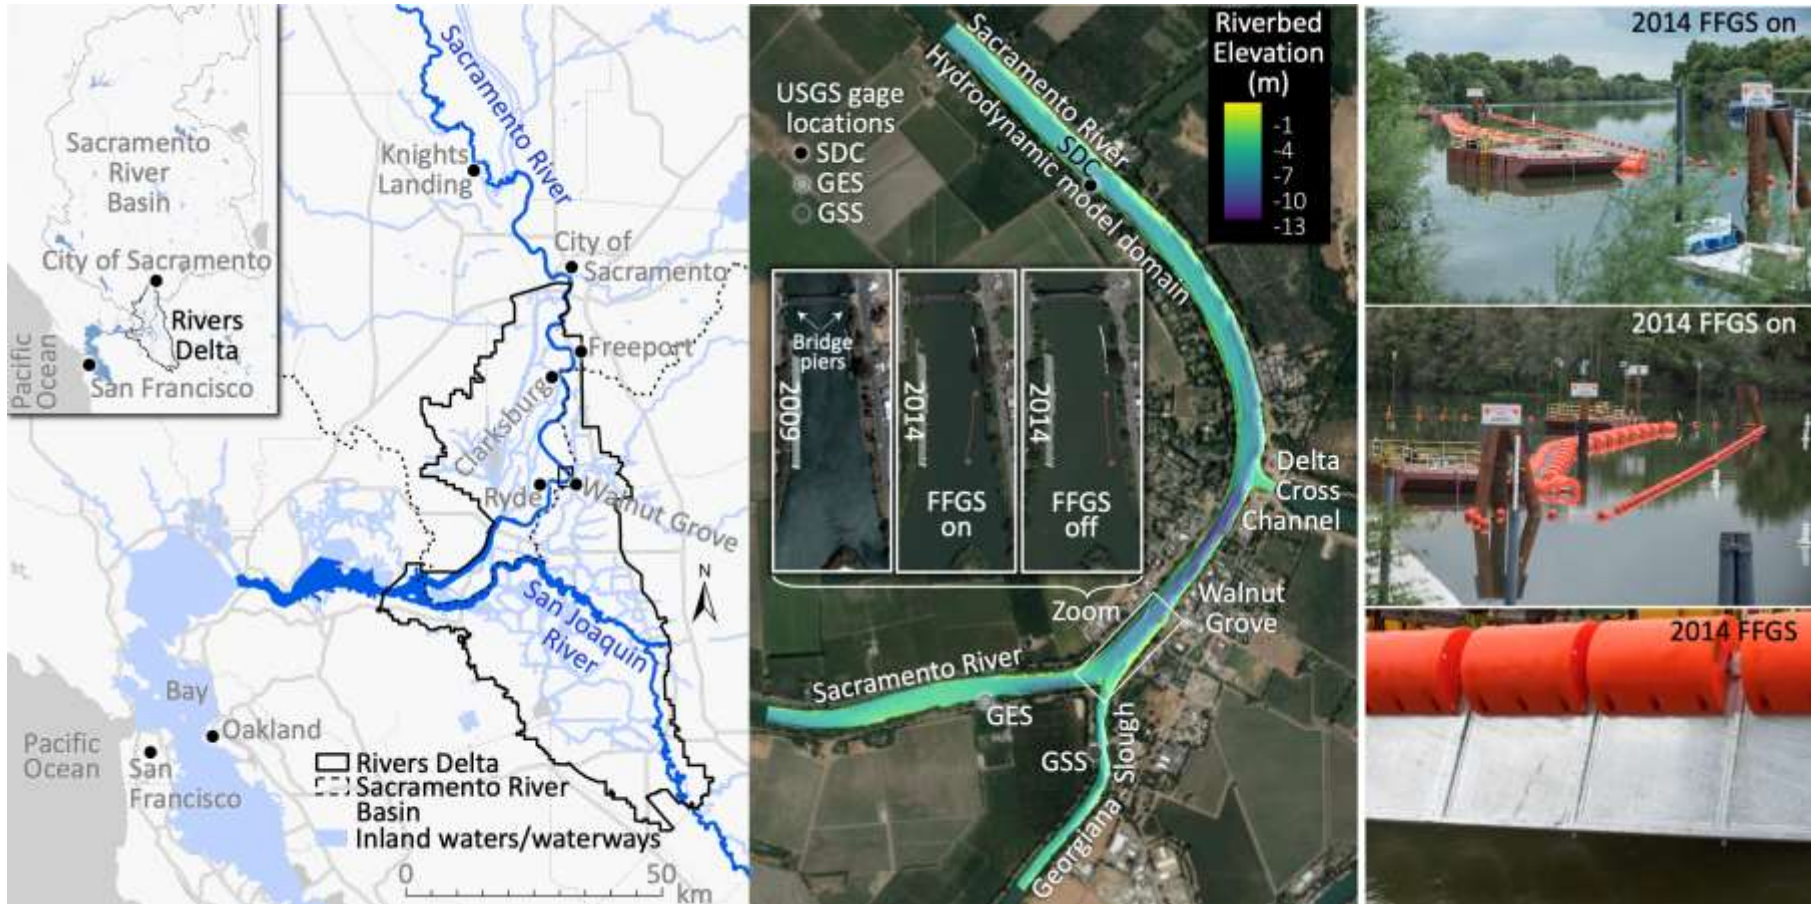 Sacramento
River
Basin
City of Sacramento
Rivers
Delta
Pacific
Ocean
San Francisco
Sacramento River
Knights
Landing
City of
Sacramento
Freeport
Clarksburg
Ryde
Walnut Grove
N
San Joaquin
River
Bay
Oakland
Pacific
Ocean
San
Francisco
Rivers Delta
Sacramento River
Basin
Inland waters/waterways
0
50
km
Sacramento River
Hydrodynamic model domain
SDC
USGS gage
locations
SDC
GES
GSS
Riverbed
Elevation
(m)
-1
-4
-7
-10
-13
Bridge
piers
2009
2014
FFGS
on
2014
FFGS
off
Zoom
Delta
Cross
Channel
Walnut
Grove
Sacramento River
GES
GSS
Georgiana Slough
2014 FFGS on
2014 FFGS on
2014 FFGS